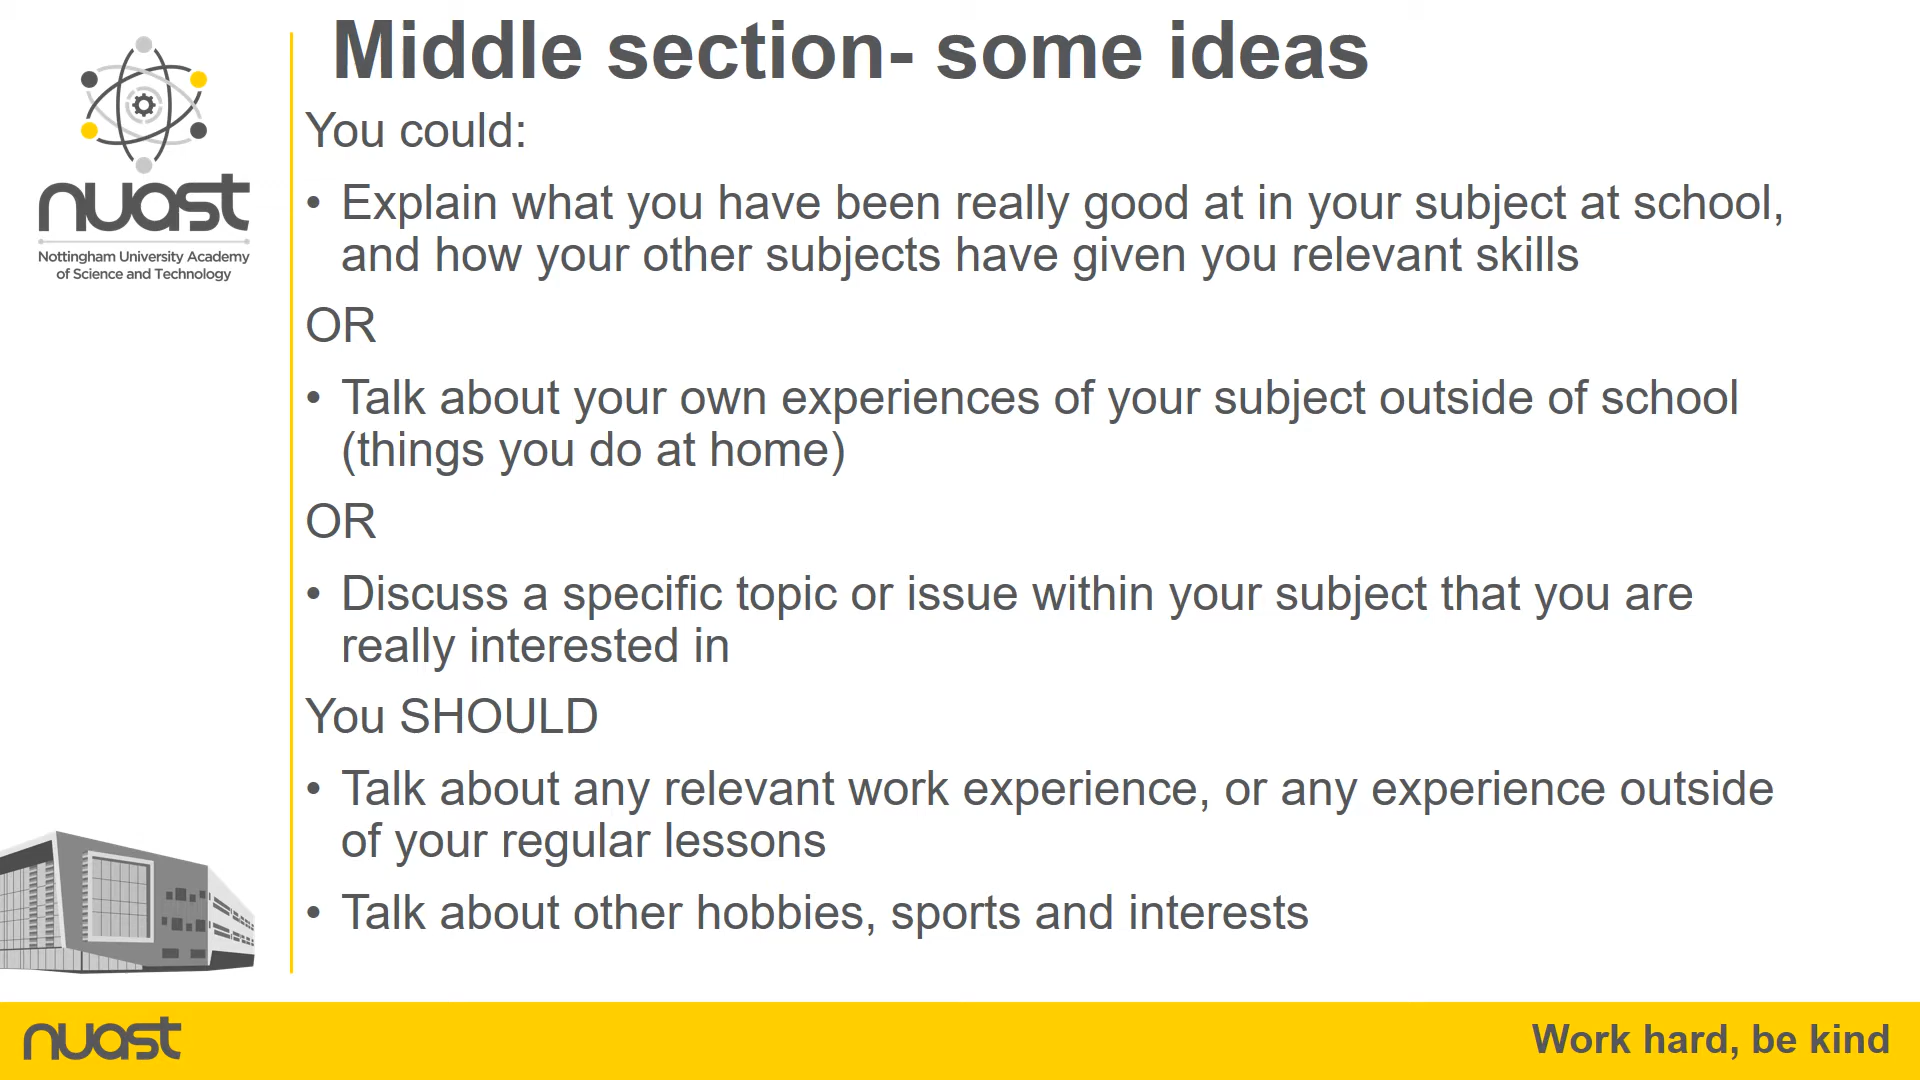 Middle section- some ideas
nuast
Nottingham University Academy
of Science and Technology
You could:
• Explain what you have been really good at in your subject at school,
and how your other subjects have given you relevant skills
OR
• Talk about your own experiences of your subject outside of school
(things you do at home)
OR
• Discuss a specific topic or issue within your subject that you are
really interested in
You SHOULD
• Talk about any relevant work experience, or any experience outside
of your regular lessons
• Talk about other hobbies, sports and interests
nuast
Work hard, be kind